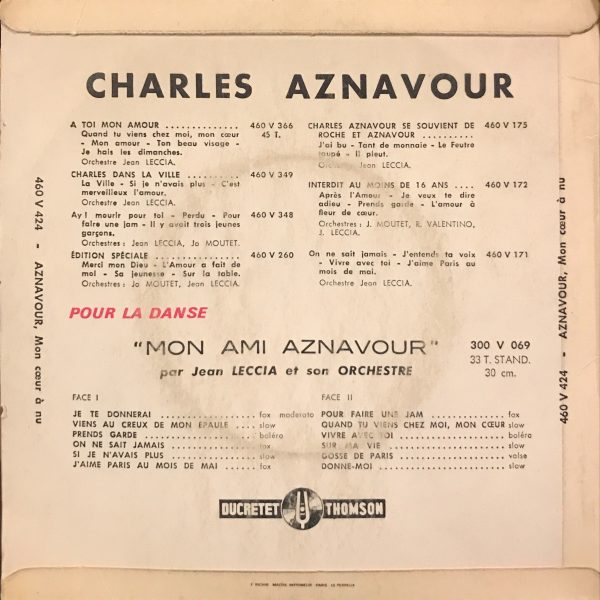 CHARLES AZNAVOUR
A TOI MON AMOUR .............. 460 V 366
Quand tu viens chez moi, mon cœur 45 T.
- Mon amour - Ton beau visage -
Je hais les dimanches.
Orchestre Jean LECCIA.
CHARLES DANS LA VILLE .......... 460 V 349
La Ville - Si je n'avais plus - C'est
merveilleux l'amour.
Orchestre Jean LECCIA.
Ay! mourir pour toi - Perdu - Pour 460 V 348
faire une jam - Il y avait trois jeunes
garçons.
Orchestres : Jean LECCIA, Jo MOUTET.
ÉDITION SPÉCIALE .............. 460 V 260
Merci mon Dieu - L'Amour a fait de
moi - Sa jeunesse - Sur la table.
Orchestres : Jo MOUTET, Jean LECCIA.
CHARLES AZNAVOUR SE SOUVIENT DE 460 V 175
ROCHE ET AZNAVOUR ..........
J'ai bu - Tant de monnaie - Le Feutre
taupé - Il pleut.
Orchestre Jean LECCIA.
INTERDIT AU MOINS DE 16 ANS .... 460 V 172
Après l'Amour - Je veux te dire
adieu - Prends garde - L'amour à
fleur de cœur.
Orchestres : J. MOUTET, R. VALENTINO,
J. LECCIA.
On ne sait jamais - J'entends ta voix 460 V 171
- Vivre avec toi - J'aime Paris au
mois de mai.
Orchestre Jean LECCIA.
POUR LA DANSE
"MON AMI AZNAVOUR" 300 V 069
par Jean LECCIA et son ORCHESTRE 33 T. STAND.
30 cm.
FACE I
JE TE DONNERAI .................. fox moderato
VIENS AU CREUX DE MON EPAULE .... slow
PRENDS GARDE .................. boléro
ON NE SAIT JAMAIS .............. fox
SI JE N'AVAIS PLUS .............. slow
J'AIME PARIS AU MOIS DE MAI ...... fox
FACE II
POUR FAIRE UNE JAM .............. fox
QUAND TU VIENS CHEZ MOI, MON CŒUR slow
VIVRE AVEC TOI .................. boléro
SUR MA VIE ...................... slow
GOSSE DE PARIS .................. valse
DONNE-MOI ...................... slow
DUCRETET THOMSON
460 V 424 - AZNAVOUR, Mon cœur à nu
460 V 424 - AZNAVOUR, Mon cœur à nu
IMPRIMEUR PARIS